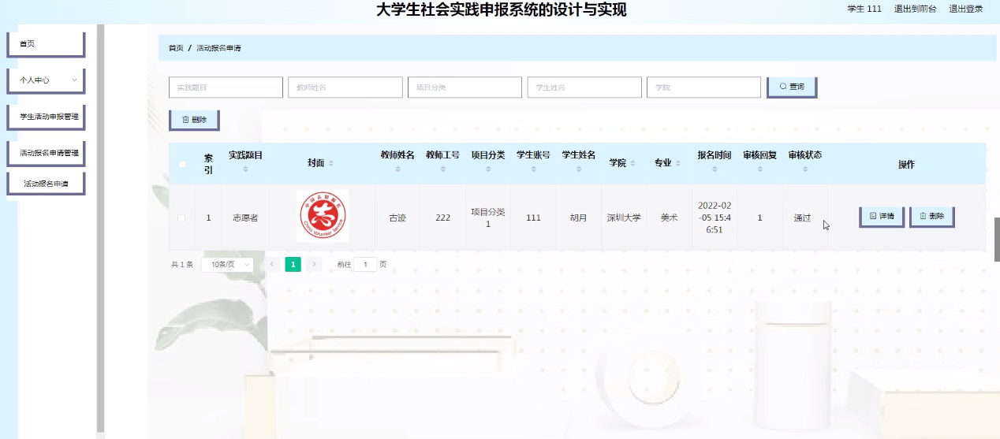 大学生社会实践申报系统的设计与实现
学生 111 退出到前台 退出登录
首页
个人中心
学生活动申报管理
活动报名申请管理
活动报名申请
首页 / 活动报名申请
实践题目 教师姓名 项目分类 学生姓名 学院 查询
删除
索引 实践题目 封面 教师姓名 教师工号 项目分类 学生账号 学生姓名 学院 专业 报名时间 审核回复 审核状态 操作
1 志愿者 古迹 222 项目分类1 111 胡月 深圳大学 美术 2022-02-05 15:46:51 1 通过 详情 删除
China Volunteer Service
共 1 条 10条/页 1 前往 1 页